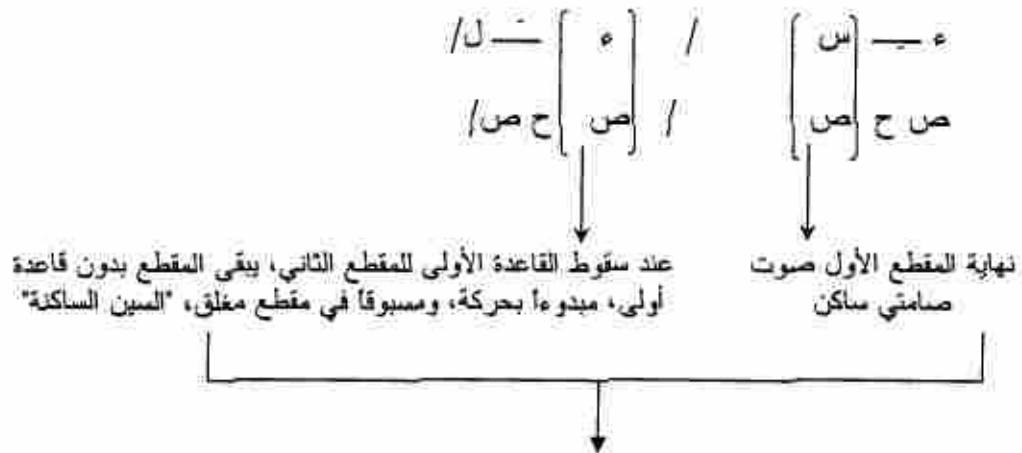 ء ـِـ [س] / [ء] ـَـ ل/
ص ح [ص] / [ص] ح ص/
نهاية المقطع الأول صوت
صامتي ساكن
عند سقوط القاعدة الأولى للمقطع الثاني، يبقى المقطع بدون قاعدة
أولى، مبدوءاً بحركة، ومسبوقاً في مقطع مغلق، "السين الساكنة"